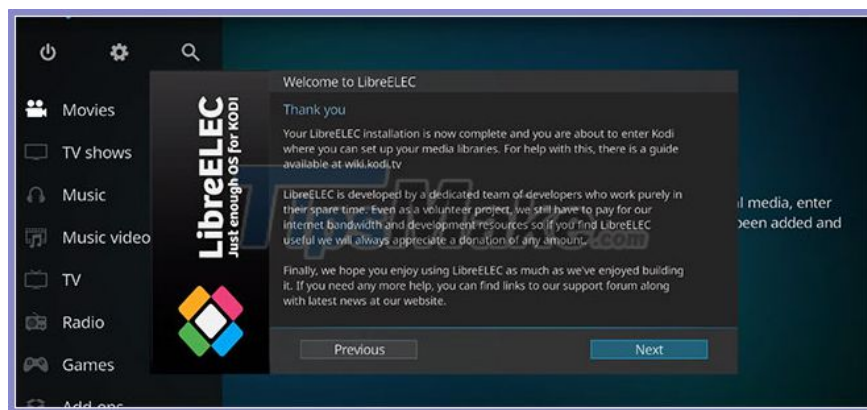 Welcome to LibreELEC
Thank you
Your LibreELEC installation is now complete and you are about to enter Kodi
where you can set up your media libraries. For help with this, there is a guide
available at wiki.kodi.tv
LibreELEC is developed by a dedicated team of developers who work purely in
their spare time. Even as a volunteer project, we still have to pay for our
internet bandwidth and development resources so if you find LibreELEC
useful we will always appreciate a donation of any amount.
Finally, we hope you enjoy using LibreELEC as much as we've enjoyed building
it. If you need any more help, you can find links to our support forum along
with latest news at our website.
Previous
Next
LibreELEC
Just enough OS for KODI
Movies
TV shows
Music
Music video
TV
Radio
Games
Add-ons
l media, enter
been added and
TipsMake.com